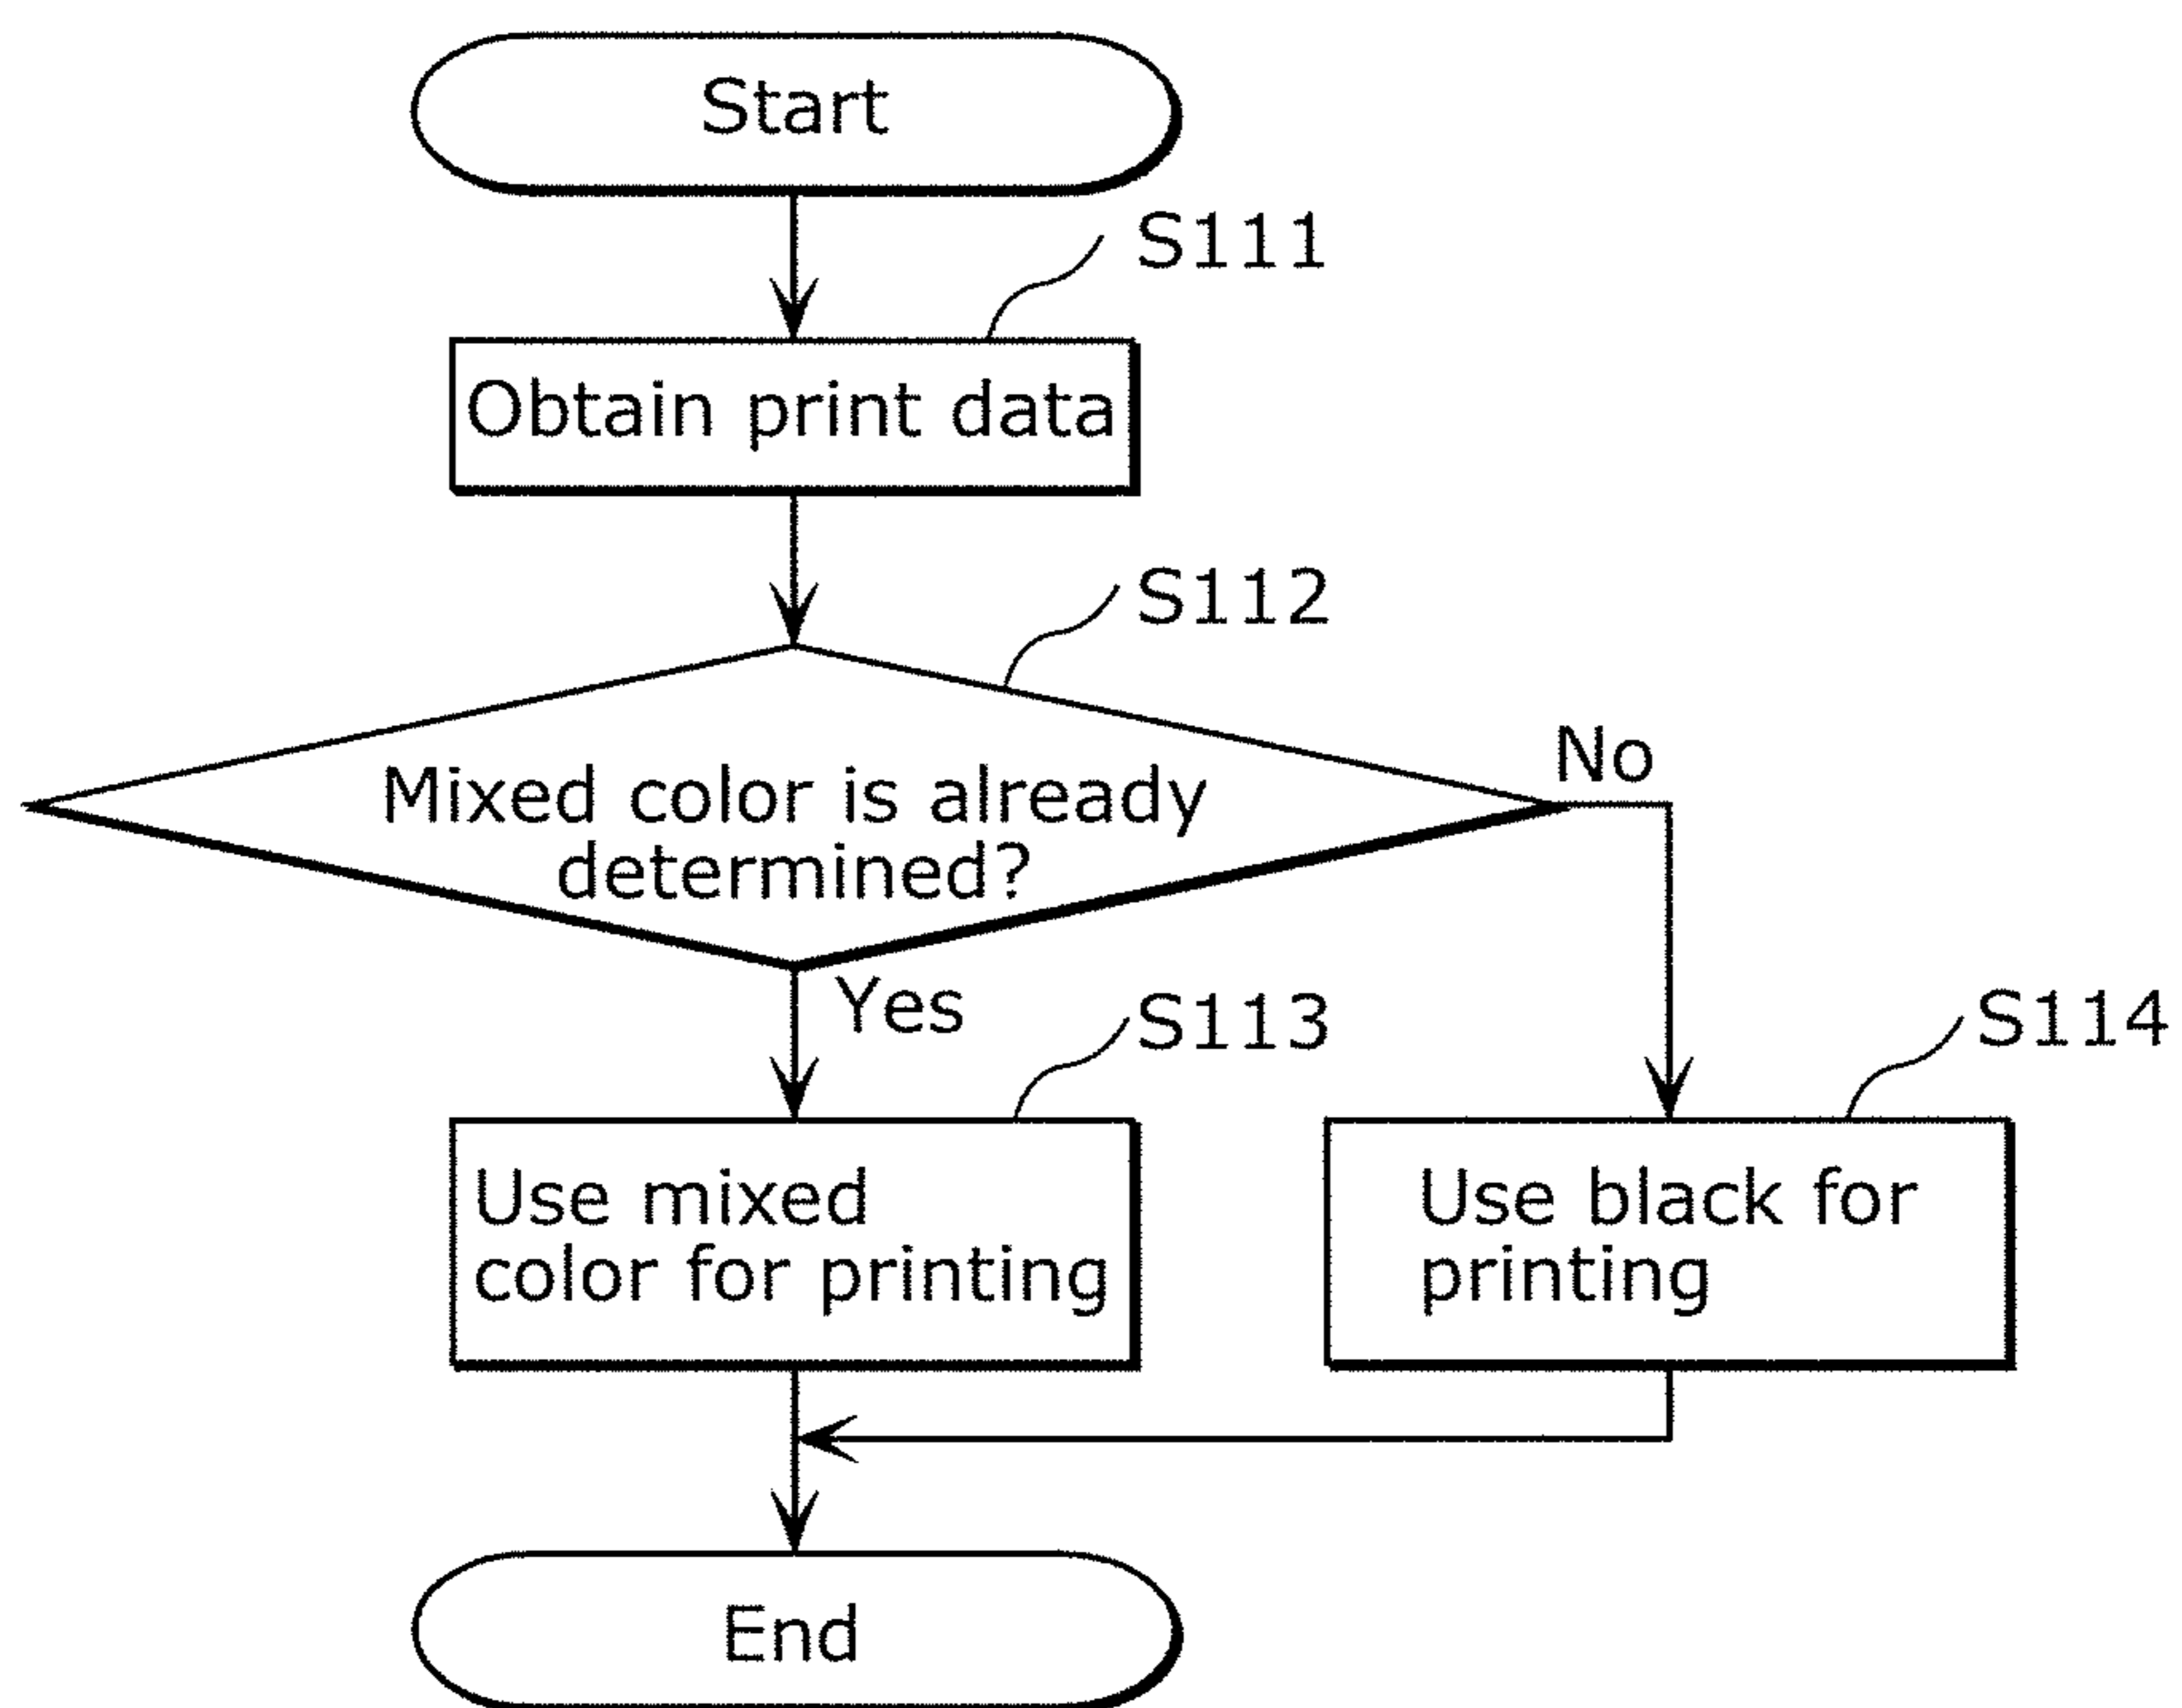 Start
S111
Obtain print data
S112
Mixed color is already
determined?
No
Yes
S113
S114
Use mixed
color for printing
Use black for
printing
End